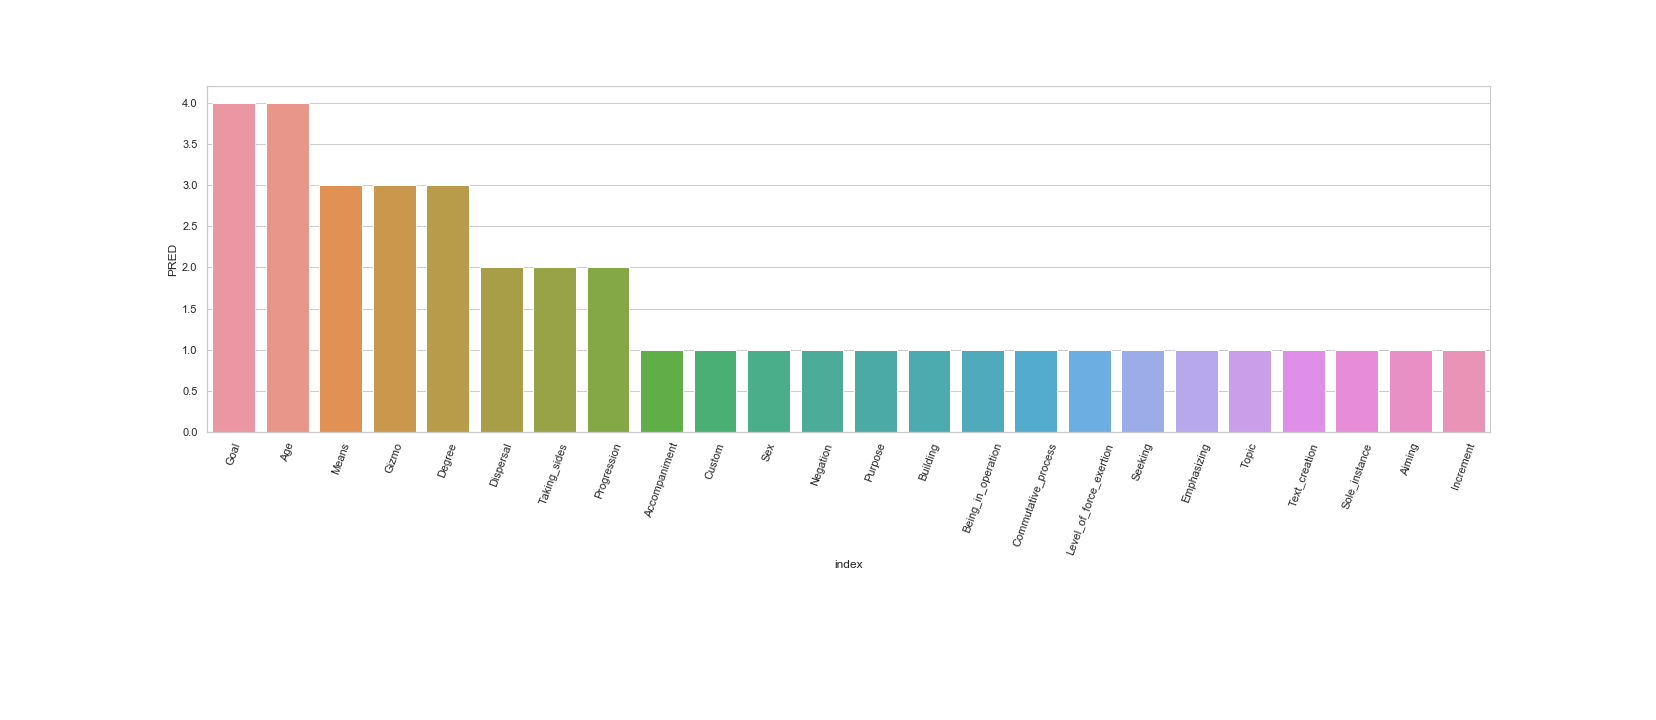 4.0
3.5
3.0
2.5
2.0
1.5
1.0
0.5
0.0
PRED
Goal
Age
Means
Gizmo
Degree
Dispersal
Taking_sides
Progression
Accompaniment
Custom
Sex
Negation
Purpose
Building
Being_in_operation
Commutative_process
Level_of_force_exertion
Seeking
Emphasizing
Topic
Text_creation
Sole_instance
Aiming
Increment
index